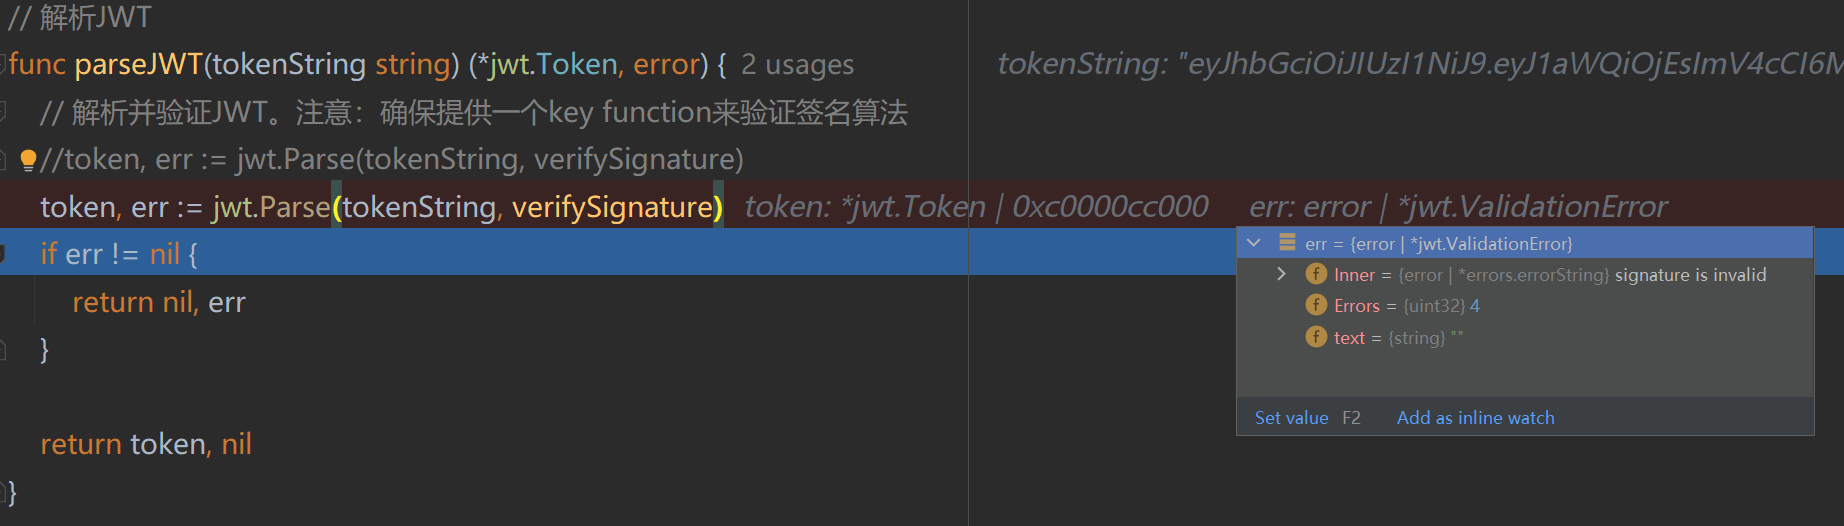 // 解析JWT
func parseJWT(tokenString string) (*jwt.Token, error) { 2 usages tokenString: "eyJhbGciOiJIUzI1NiJ9.eyJ1aWQiOjEsImV4cCI6M
// 解析并验证JWT。注意：确保提供一个key function来验证签名算法
//token, err := jwt.Parse(tokenString, verifySignature)
token, err := jwt.Parse(tokenString, verifySignature) token: *jwt.Token | 0xc0000cc000 err: error | *jwt.ValidationError
if err != nil {
return nil, err
}
return token, nil
}
err = {error | *jwt.ValidationError}
f Inner = {error | *errors.errorString} signature is invalid
f Errors = {uint32} 4
f text = {string} ""
Set value F2 Add as inline watch